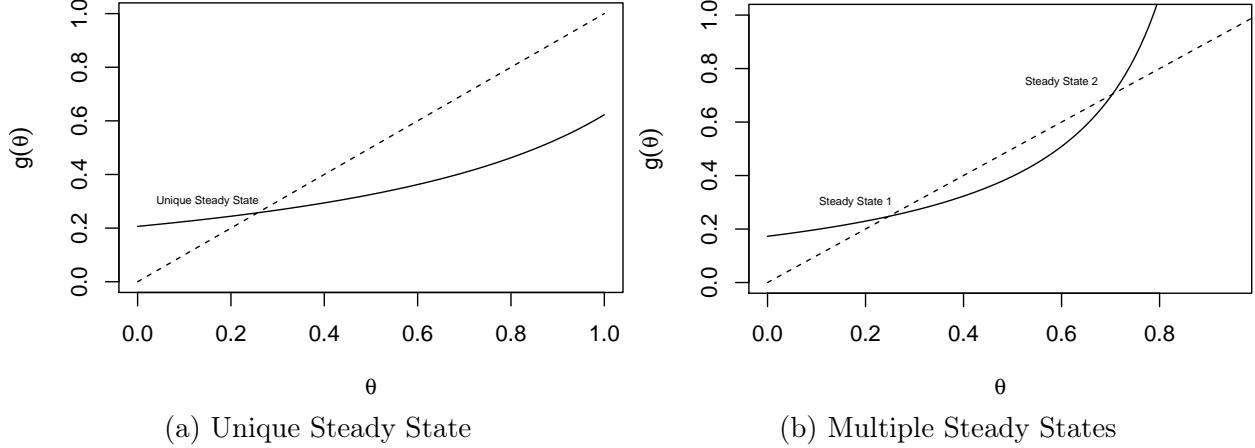 g(θ)
1.0
0.8
0.6
0.4
0.2
0.0
Unique Steady State
0.0 0.2 0.4 0.6 0.8 1.0
θ
(a) Unique Steady State
g(θ)
1.0
0.8
0.6
0.4
0.2
0.0
Steady State 2
Steady State 1
0.0 0.2 0.4 0.6 0.8
θ
(b) Multiple Steady States